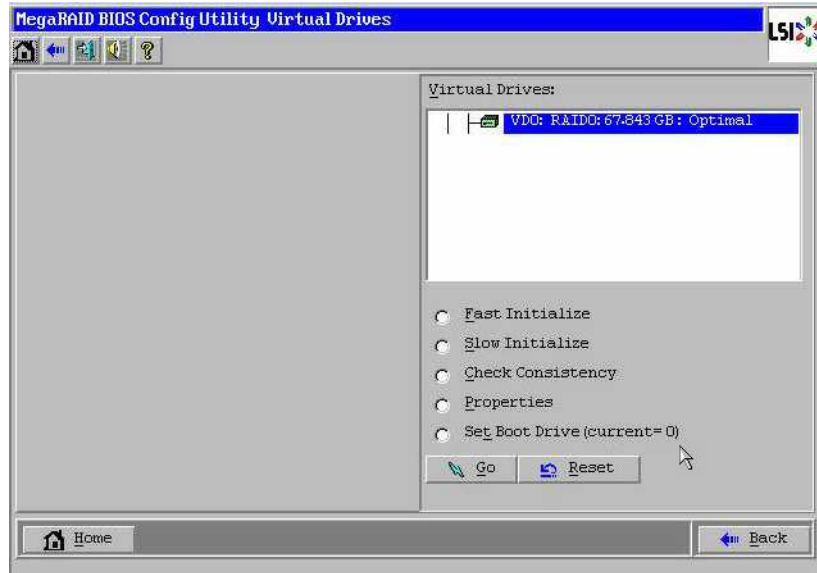 MegaRAID BIOS Config Utility Virtual Drives
LSI
Virtual Drives:
VD0: RAID0: 67.843 GB: Optimal
Fast Initialize
Slow Initialize
Check Consistency
Properties
Set Boot Drive (current= 0)
Go
Reset
Home
Back